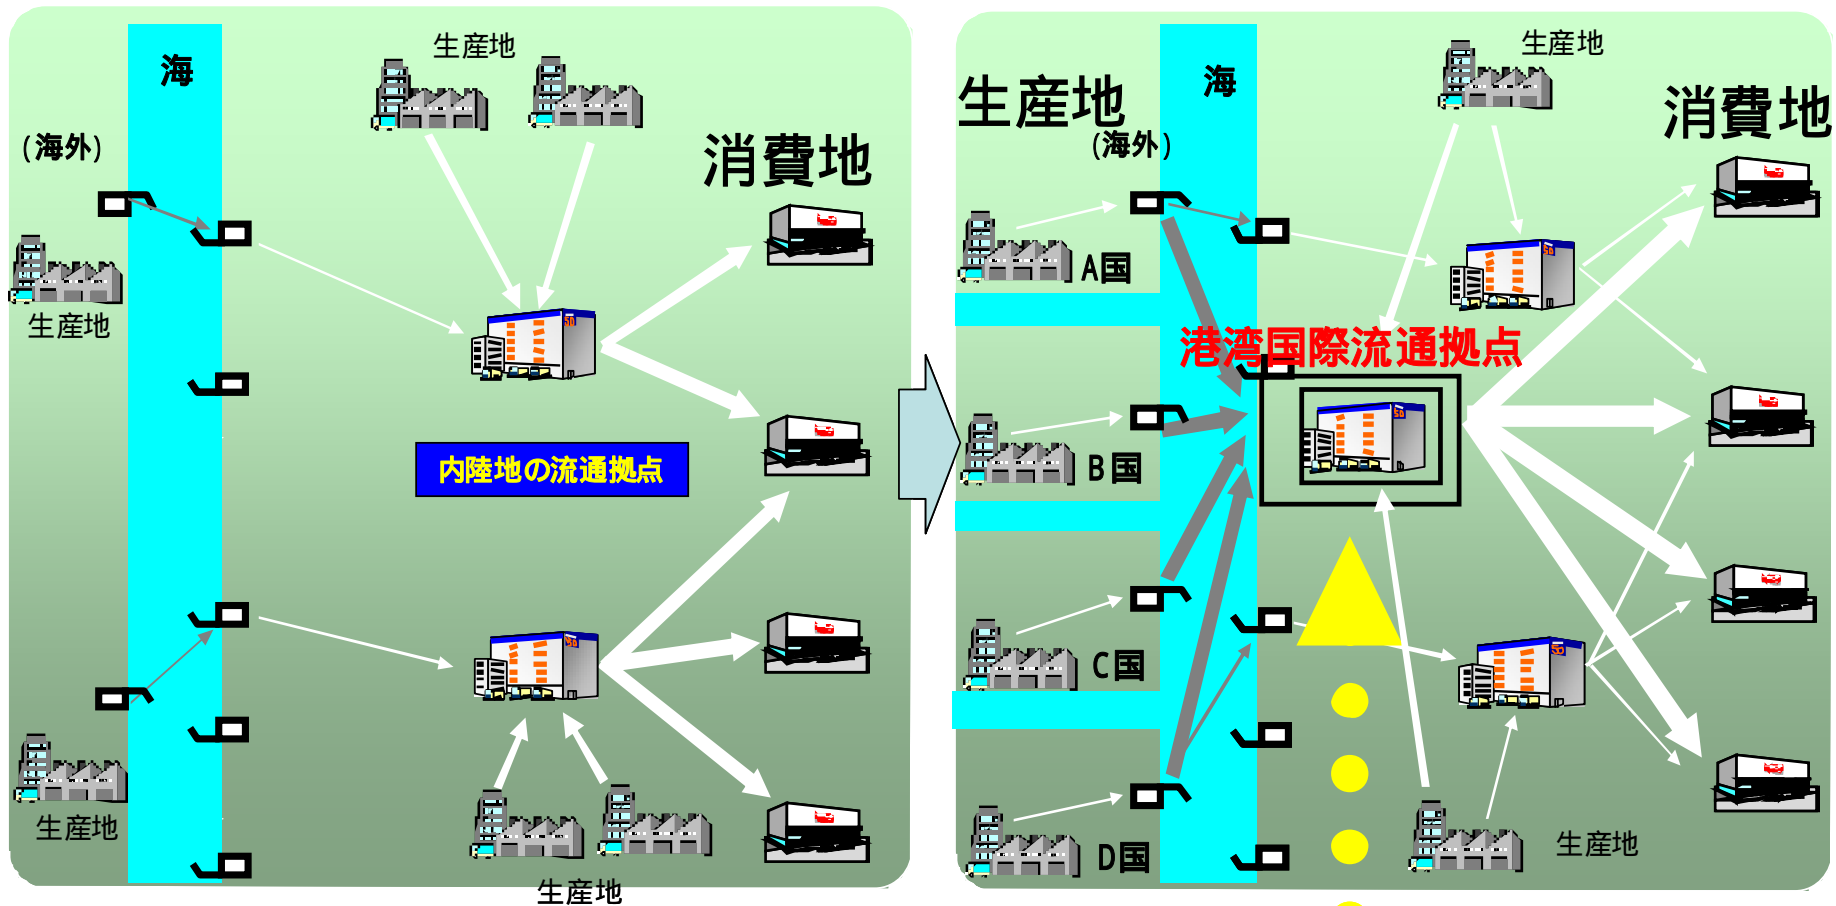 生産地
海
(海外)
消費地
生産地
内陸地の流通拠点
生産地
生産地
生産地
海
生産地
消費地
(海外)
A国
港湾国際流通拠点
B国
C国
D国
生産地